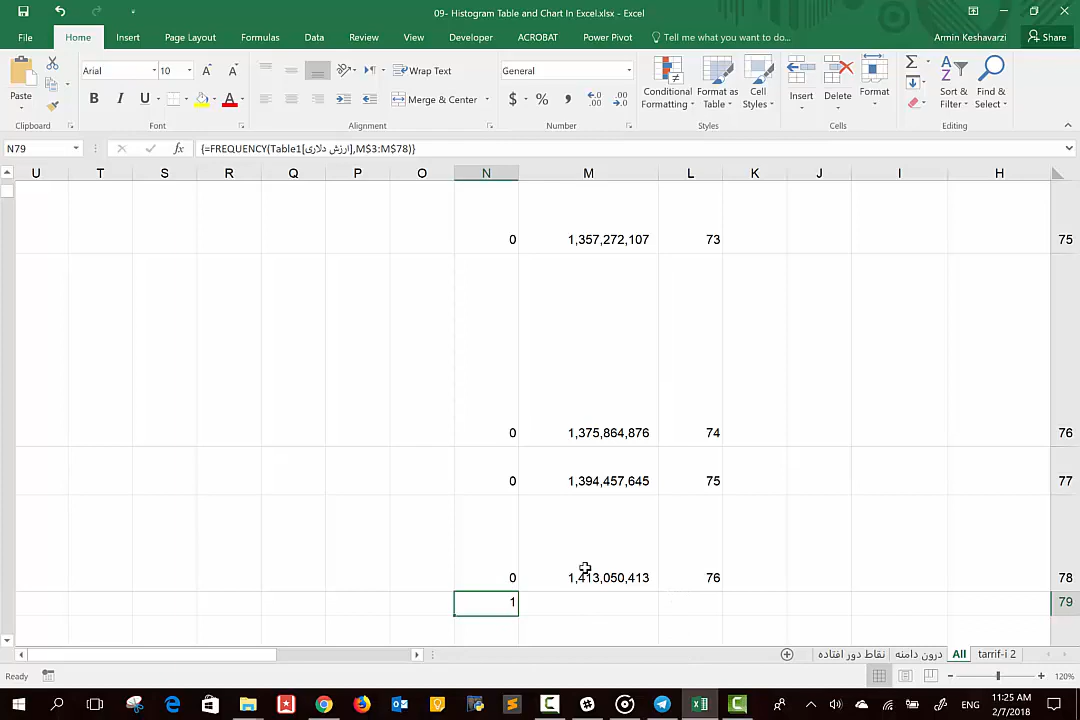 09- Histogram Table and Chart In Excel.xlsx - Excel
File Home Insert Page Layout Formulas Data Review View Developer ACROBAT Power Pivot Tell me what you want to do... Armin Keshavarzi Share
Paste
Arial 10
Wrap Text
Merge & Center
General
Conditional Formatting
Format as Table
Cell Styles
Insert
Delete
Format
Sort & Filter
Find & Select
Clipboard Font Alignment Number Styles Cells Editing
N79 fx {=FREQUENCY(Table1[ارزش دلاری],M$3:M$78)}
U T S R Q P O N M L K J I H
0 1,357,272,107 73 75
0 1,375,864,876 74 76
0 1,394,457,645 75 77
0 1,413,050,413 76 78
1 79
نقاط دور افتاده درون دامنه All tarrif-i 2
Ready 120%
ENG 11:25 AM
2/7/2018